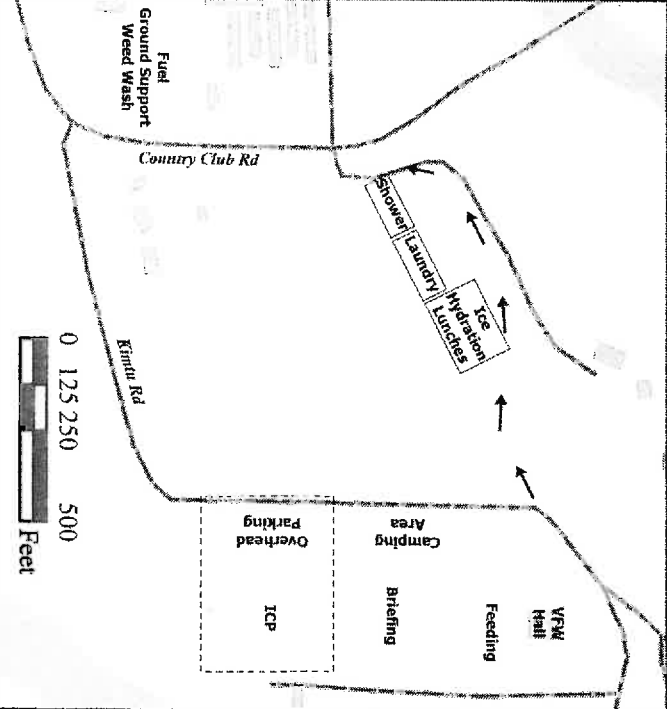 Fuel
Ground Support
Weed Wash
Country Club Rd
Shower
Laundry
Ice
Hydration
Lunches
Kimtu Rd
0 125 250 500
Feet
Overhead
Parking
ICP
Camping
Area
Briefing
Feeding
VFW
Hall